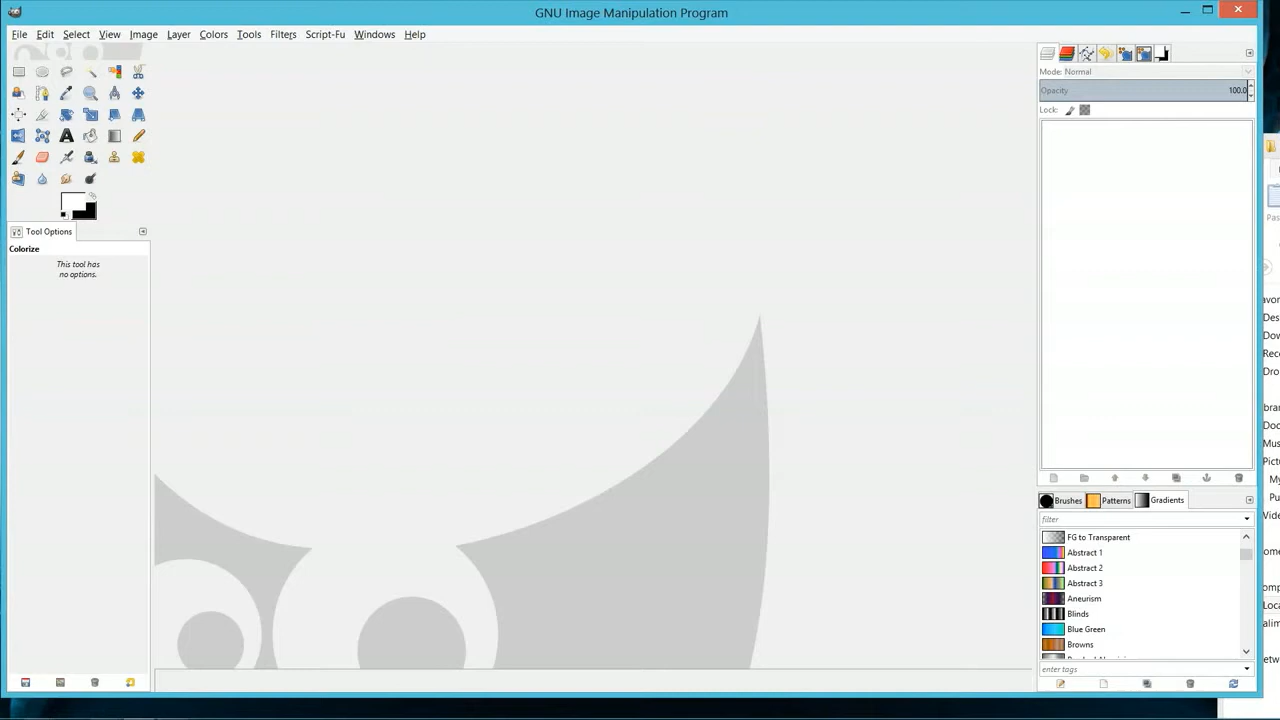 GNU Image Manipulation Program
File Edit Select View Image Layer Colors Tools Filters Script-Fu Windows Help
Mode: Normal
Opacity 100.0
Lock:
Tool Options
Colorize
This tool has
no options.
Brushes Patterns Gradients
filter
FG to Transparent
Abstract 1
Abstract 2
Abstract 3
Aneurism
Blinds
Blue Green
Browns
enter tags